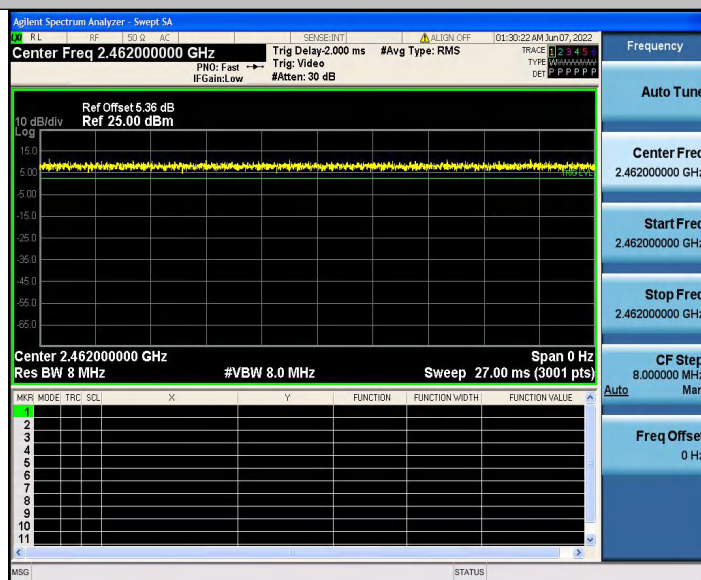 Agilent Spectrum Analyzer - Swept SA
RL RF 50 Ω AC SENSE:INT ALIGN OFF 01:30:22 AM Jun 07, 2022
Center Freq 2.462000000 GHz
PNO: Fast
IFGain:Low
Trig Delay-2.000 ms
Trig: Video
#Atten: 30 dB
#Avg Type: RMS
TRACE 1 2 3 4 5 6
TYPE
DET P P P P P P
Ref Offset 5.36 dB
10 dB/div Ref 25.00 dBm
Log
15.0
5.00
TRIG LVL
-5.00
-15.0
-25.0
-35.0
-45.0
-55.0
-65.0
Center 2.462000000 GHz Span 0 Hz
Res BW 8 MHz #VBW 8.0 MHz Sweep 27.00 ms (3001 pts)
MKR MODE TRC SCL X Y FUNCTION FUNCTION WIDTH FUNCTION VALUE
1
2
3
4
5
6
7
8
9
10
11
MSG STATUS
Frequency
Auto Tune
Center Freq
2.462000000 GHz
Start Freq
2.462000000 GHz
Stop Freq
2.462000000 GHz
CF Step
8.000000 MHz
Auto Man
Freq Offset
0 Hz